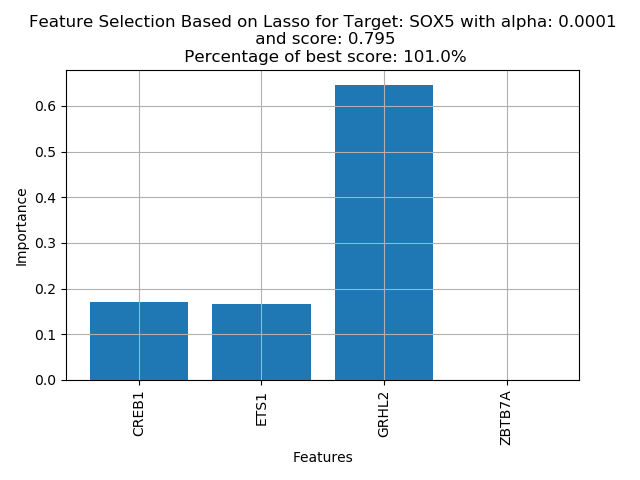 Feature Selection Based on Lasso for Target: SOX5 with alpha: 0.0001
and score: 0.795
Percentage of best score: 101.0%
Importance
0.6
0.5
0.4
0.3
0.2
0.1
0.0
CREB1
ETS1
GRHL2
ZBTB7A
Features